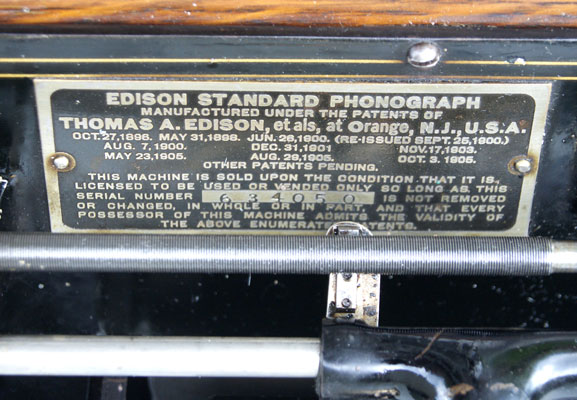 EDISON STANDARD PHONOGRAPH
MANUFACTURED UNDER THE PATENTS OF
THOMAS A. EDISON, et als, at Orange, N.J., U.S.A.
OCT. 27, 1896. MAY 31, 1898. JUN. 26, 1900. (RE-ISSUED SEPT. 25, 1900.)
AUG. 7, 1900. DEC. 31, 1901 NOV. 17, 1903.
MAY 23, 1905. AUG. 29, 1905. OCT. 3, 1905.
OTHER PATENTS PENDING.
THIS MACHINE IS SOLD UPON THE CONDITION THAT IT IS,
LICENSED TO BE USED OR VENDED ONLY SO LONG AS THIS
SERIAL NUMBER 634050 IS NOT REMOVED
OR CHANGED, IN WHOLE OR IN PART, AND THAT EVERY
POSSESSOR OF THIS MACHINE ADMITS THE VALIDITY OF
THE ABOVE ENUMERATED PATENTS.